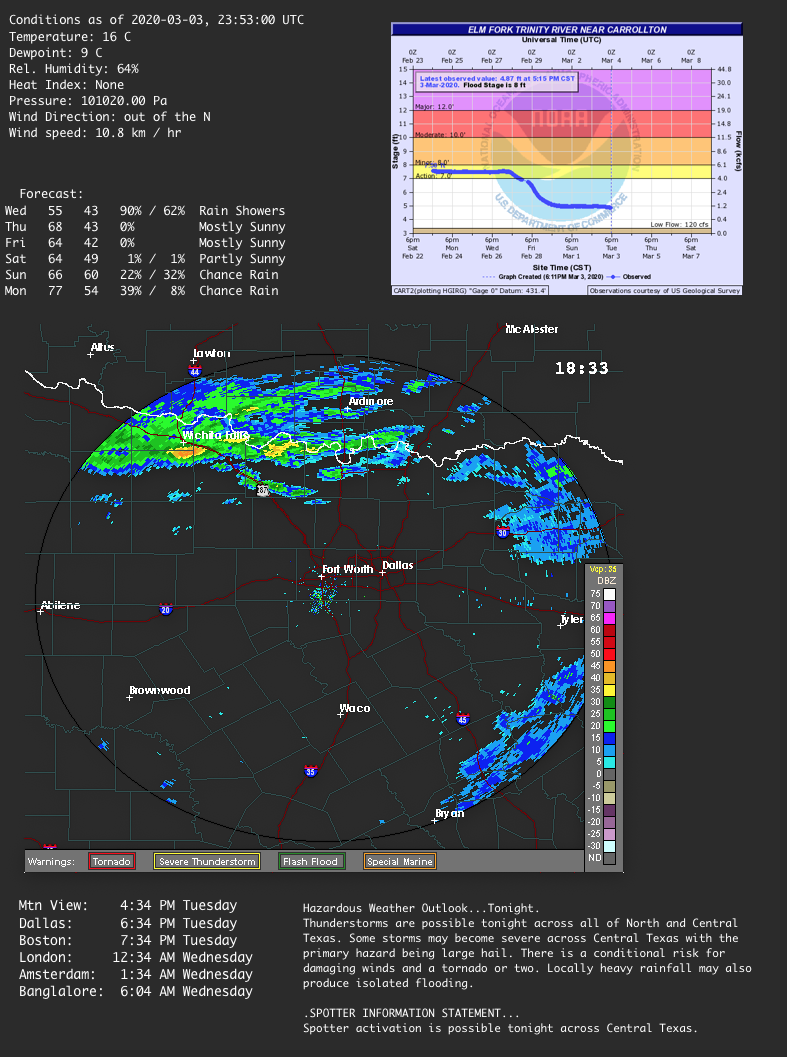 Conditions as of 2020-03-03, 23:53:00 UTC
Temperature: 16 C
Dewpoint: 9 C
Rel. Humidity: 64%
Heat Index: None
Pressure: 101020.00 Pa
Wind Direction: out of the N
Wind speed: 10.8 km / hr
Forecast:
Wed 55 43 90% / 62% Rain Showers
Thu 68 43 0% Mostly Sunny
Fri 64 42 0% Mostly Sunny
Sat 64 49 1% / 1% Partly Sunny
Sun 66 60 22% / 32% Chance Rain
Mon 77 54 39% / 8% Chance Rain
ELM FORK TRINITY RIVER NEAR CARROLLTON
Universal Time (UTC)
0Z 0Z 0Z 0Z 0Z 0Z 0Z 0Z
Feb 23 Feb 25 Feb 27 Feb 29 Mar 2 Mar 4 Mar 6 Mar 8
Latest observed value: 4.87 ft at 5:15 PM CST
3-Mar-2020. Flood Stage is 8 ft
Major: 12.0'
Moderate: 10.0'
Minor: 8.0'
Action: 7.0'
Low Flow: 120 cfs
NOAA
U.S. DEPARTMENT OF COMMERCE
Stage (ft)
15
14
13
12
11
10
9
8
7
6
5
4
3
Flow (kcfs)
44.8
30.0
24.1
19.7
14.8
11.5
8.6
6.1
4.0
2.4
1.2
0.4
0.0
6pm 6pm 6pm 6pm 6pm 6pm 6pm 6pm
Sat Mon Wed Fri Sun Tue Thu Sat
Feb 22 Feb 24 Feb 26 Feb 28 Mar 1 Mar 3 Mar 5 Mar 7
Site Time (CST)
Graph Created (6:11PM Mar 3, 2020) Observed
CART2(plotting HGIRG) "Gage 0" Datum: 431.4'
Observations courtesy of US Geological Survey
McAlester
Altus
Lawton
44
18:33
Ardmore
Wichita Falls
287
30
Fort Worth
Dallas
Abilene
20
Tyler
Brownwood
Waco
45
35
Bryan
Vcp: 35
DBZ
75
70
65
60
55
50
45
40
35
30
25
20
15
10
5
0
-5
-10
-15
-20
-25
-30
ND
Warnings: Tornado Severe Thunderstorm Flash Flood Special Marine
Mtn View: 4:34 PM Tuesday
Dallas: 6:34 PM Tuesday
Boston: 7:34 PM Tuesday
London: 12:34 AM Wednesday
Amsterdam: 1:34 AM Wednesday
Banglalore: 6:04 AM Wednesday
Hazardous Weather Outlook...Tonight.
Thunderstorms are possible tonight across all of North and Central
Texas. Some storms may become severe across Central Texas with the
primary hazard being large hail. There is a conditional risk for
damaging winds and a tornado or two. Locally heavy rainfall may also
produce isolated flooding.
.SPOTTER INFORMATION STATEMENT...
Spotter activation is possible tonight across Central Texas.